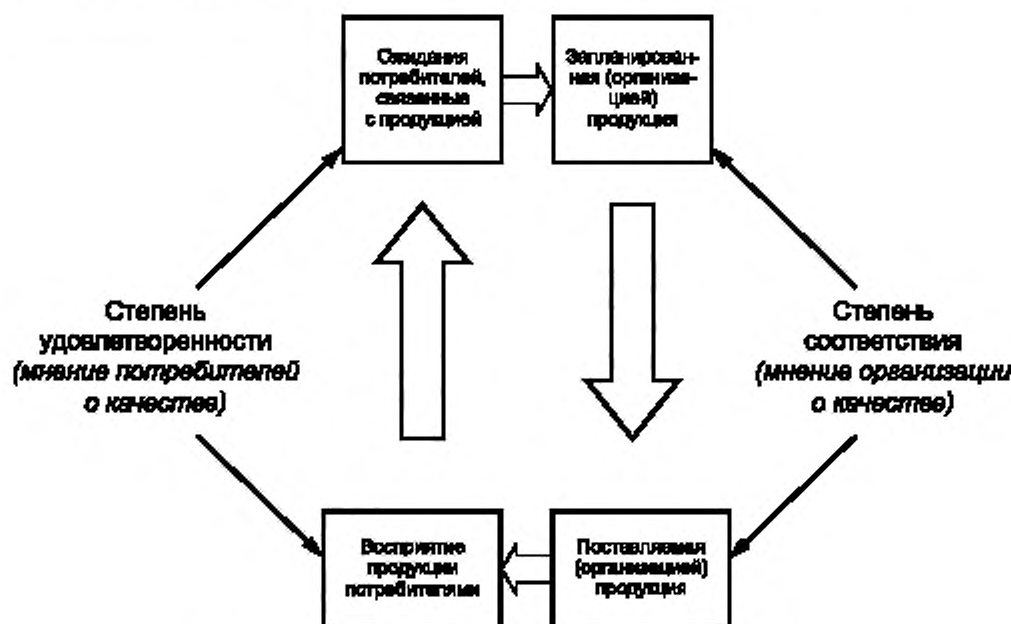 Ожидания
потребителей,
связанные
с продукцией
Запланирован-
ная (организа-
цией)
продукция
Степень
удовлетворенности
(мнение потребителей
о качестве)
Степень
соответствия
(мнение организации
о качестве)
Восприятие
продукции
потребителями
Поставляемая
(организацией)
продукция